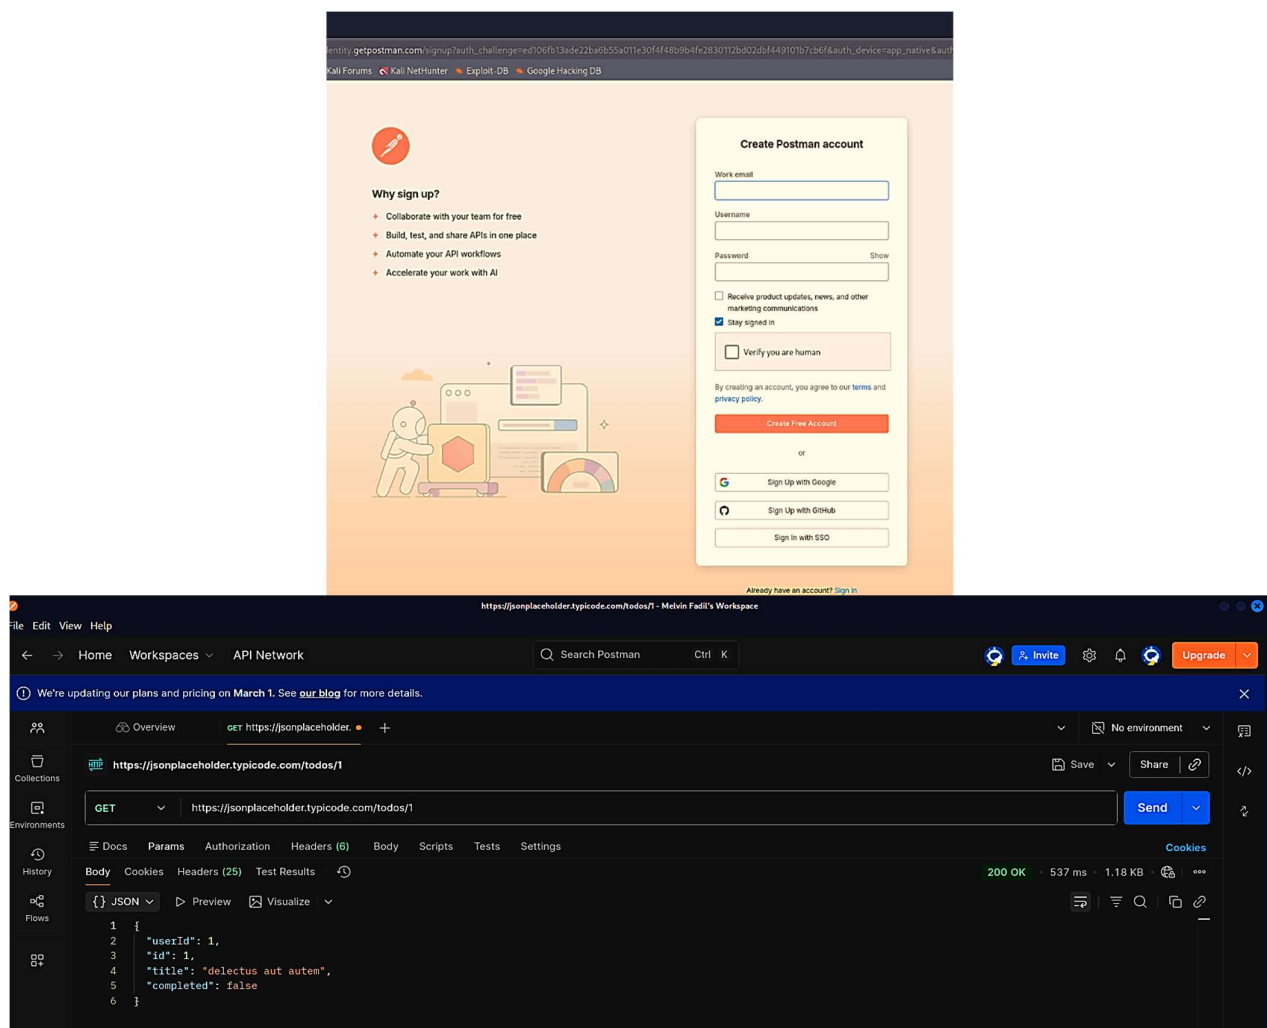 entity.getpostman.com/signup?auth_challenge=ed106fb13ade22ba6b55a011e30f4f48b9b4fe2830112bd02dbf449101b7cb6f&auth_device=app_native&auth
Kali Forums Kali NetHunter Exploit-DB Google Hacking DB
Create Postman account
Work email
Why sign up?
Collaborate with your team for free
Build, test, and share APIs in one place
Automate your API workflows
Accelerate your work with AI
Username
Password Show
Receive product updates, news, and other
marketing communications
Stay signed in
Verify you are human
By creating an account, you agree to our terms and
privacy policy.
Create Free Account
or
Sign Up with Google
Sign Up with GitHub
Sign In with SSO
Already have an account? Sign in
https://jsonplaceholder.typicode.com/todos/1 - Melvin Fadil's Workspace
File Edit View Help
Home Workspaces API Network Search Postman Ctrl K Invite Upgrade
We're updating our plans and pricing on March 1. See our blog for more details.
Overview GET https://jsonplaceholder. No environment
HTTP https://jsonplaceholder.typicode.com/todos/1 Save Share
Collections
GET https://jsonplaceholder.typicode.com/todos/1 Send
Environments
Docs Params Authorization Headers (6) Body Scripts Tests Settings Cookies
History
Body Cookies Headers (25) Test Results 200 OK 537 ms 1.18 KB
{} JSON Preview Visualize
Flows
1 {
2 "userId": 1,
3 "id": 1,
4 "title": "delectus aut autem",
5 "completed": false
6 }